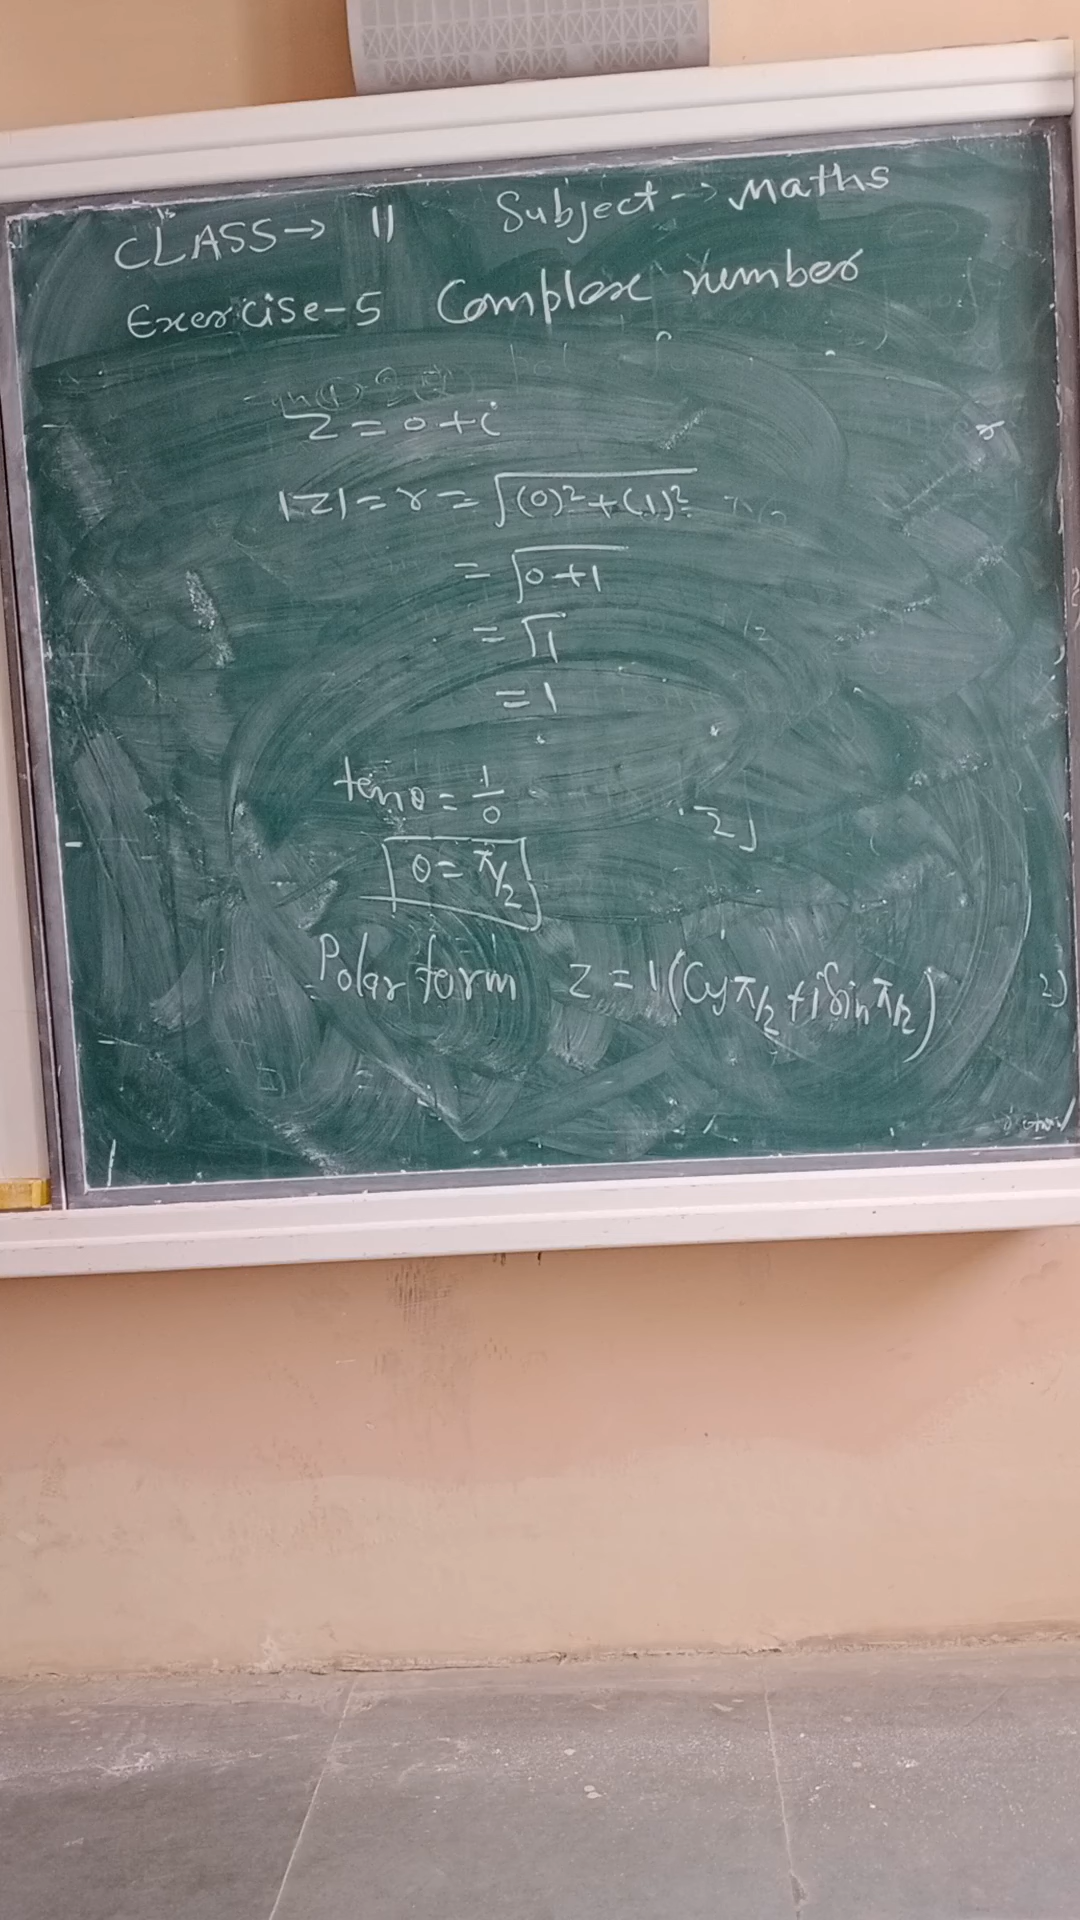 CLASS → 11 Subject → Maths
Exercise-5 Complex number
Z = 0 + i
|Z| = r = √(0)² + (1)²
= √0+1
= √1
= 1
tanθ = 1/0
θ = π/2
Polar form Z = 1(Cos π/2 + i Sin π/2)